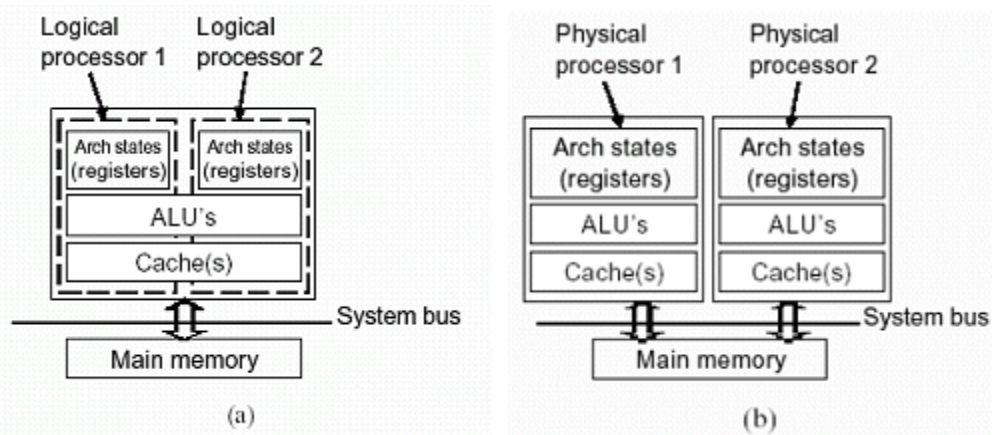 Logical
processor 1
Logical
processor 2
Arch states
(registers)
Arch states
(registers)
ALU's
Cache(s)
System bus
Main memory
(a)
Physical
processor 1
Physical
processor 2
Arch states
(registers)
Arch states
(registers)
ALU's
ALU's
Cache(s)
Cache(s)
System bus
Main memory
(b)